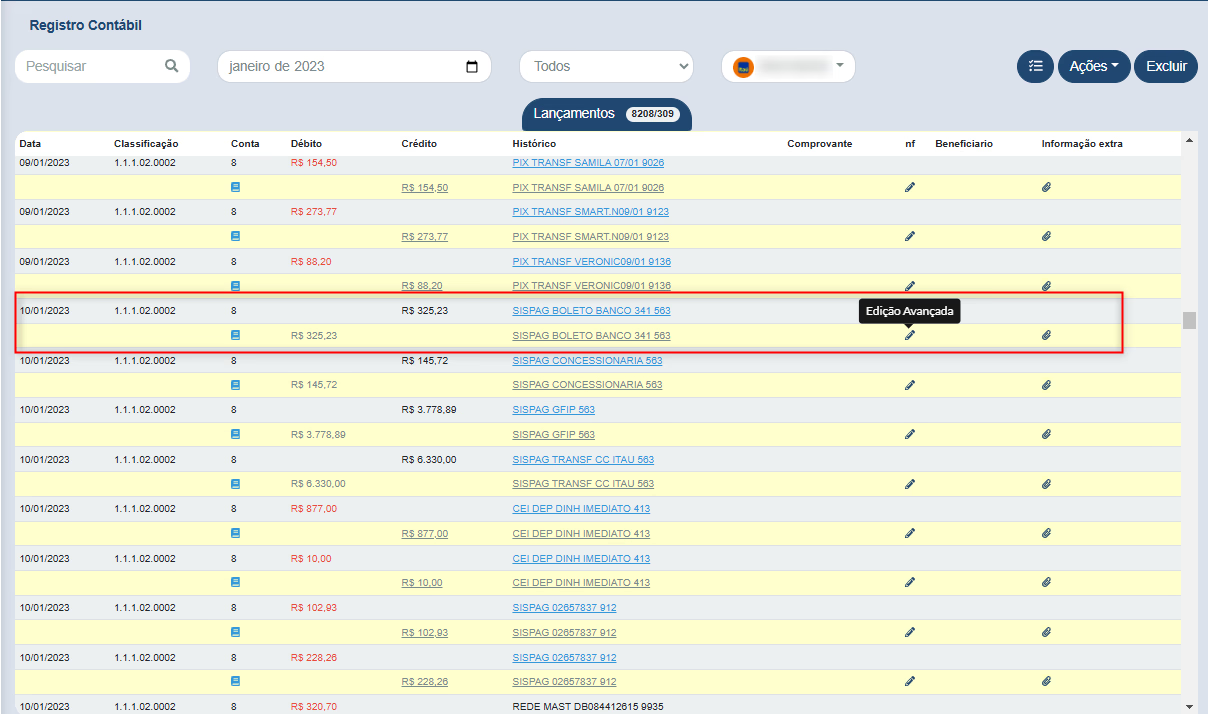 Registro Contábil
Pesquisar janeiro de 2023 Todos Ações Excluir
Lançamentos 8208/309
Data Classificação Conta Débito Crédito Histórico Comprovante nf Beneficiario Informação extra
09/01/2023 1.1.1.02.0002 8 R$ 154,50 PIX TRANSF SAMILA 07/01 9026
R$ 154,50 PIX TRANSF SAMILA 07/01 9026
09/01/2023 1.1.1.02.0002 8 R$ 273,77 PIX TRANSF SMART.N09/01 9123
R$ 273,77 PIX TRANSF SMART.N09/01 9123
09/01/2023 1.1.1.02.0002 8 R$ 88,20 PIX TRANSF VERONIC09/01 9136
R$ 88,20 PIX TRANSF VERONIC09/01 9136
10/01/2023 1.1.1.02.0002 8 R$ 325,23 SISPAG BOLETO BANCO 341 563 Edição Avançada
R$ 325,23 SISPAG BOLETO BANCO 341 563
10/01/2023 1.1.1.02.0002 8 R$ 145,72 SISPAG CONCESSIONARIA 563
R$ 145,72 SISPAG CONCESSIONARIA 563
10/01/2023 1.1.1.02.0002 8 R$ 3.778,89 SISPAG GFIP 563
R$ 3.778,89 SISPAG GFIP 563
10/01/2023 1.1.1.02.0002 8 R$ 6.330,00 SISPAG TRANSF CC ITAU 563
R$ 6.330,00 SISPAG TRANSF CC ITAU 563
10/01/2023 1.1.1.02.0002 8 R$ 877,00 CEI DEP DINH IMEDIATO 413
R$ 877,00 CEI DEP DINH IMEDIATO 413
10/01/2023 1.1.1.02.0002 8 R$ 10,00 CEI DEP DINH IMEDIATO 413
R$ 10,00 CEI DEP DINH IMEDIATO 413
10/01/2023 1.1.1.02.0002 8 R$ 102,93 SISPAG 02657837 912
R$ 102,93 SISPAG 02657837 912
10/01/2023 1.1.1.02.0002 8 R$ 228,26 SISPAG 02657837 912
R$ 228,26 SISPAG 02657837 912
10/01/2023 1.1.1.02.0002 8 R$ 320,70 REDE MAST DB084412615 9935